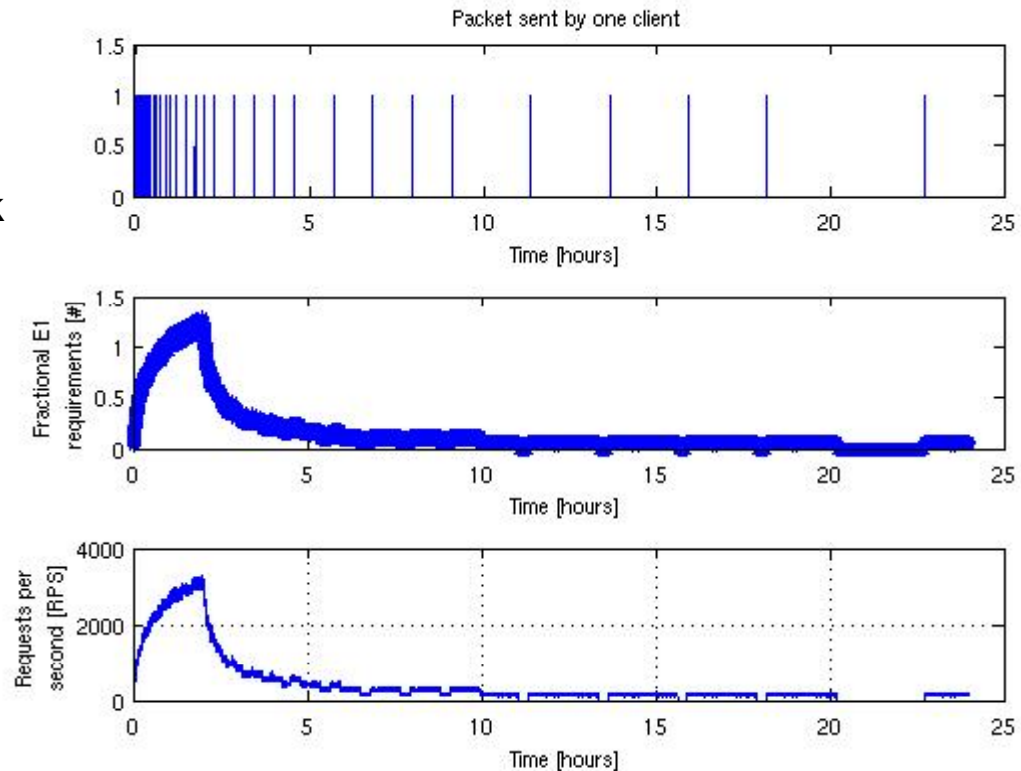 Packet sent by one client
1.5
1
0.5
0
0 5 10 15 20 25
Time [hours]
Fractional E1
requirements [#]
1.5
1
0.5
0
0 5 10 15 20 25
Time [hours]
Requests per
second [RPS]
4000
2000
0
0 5 10 15 20 25
Time [hours]